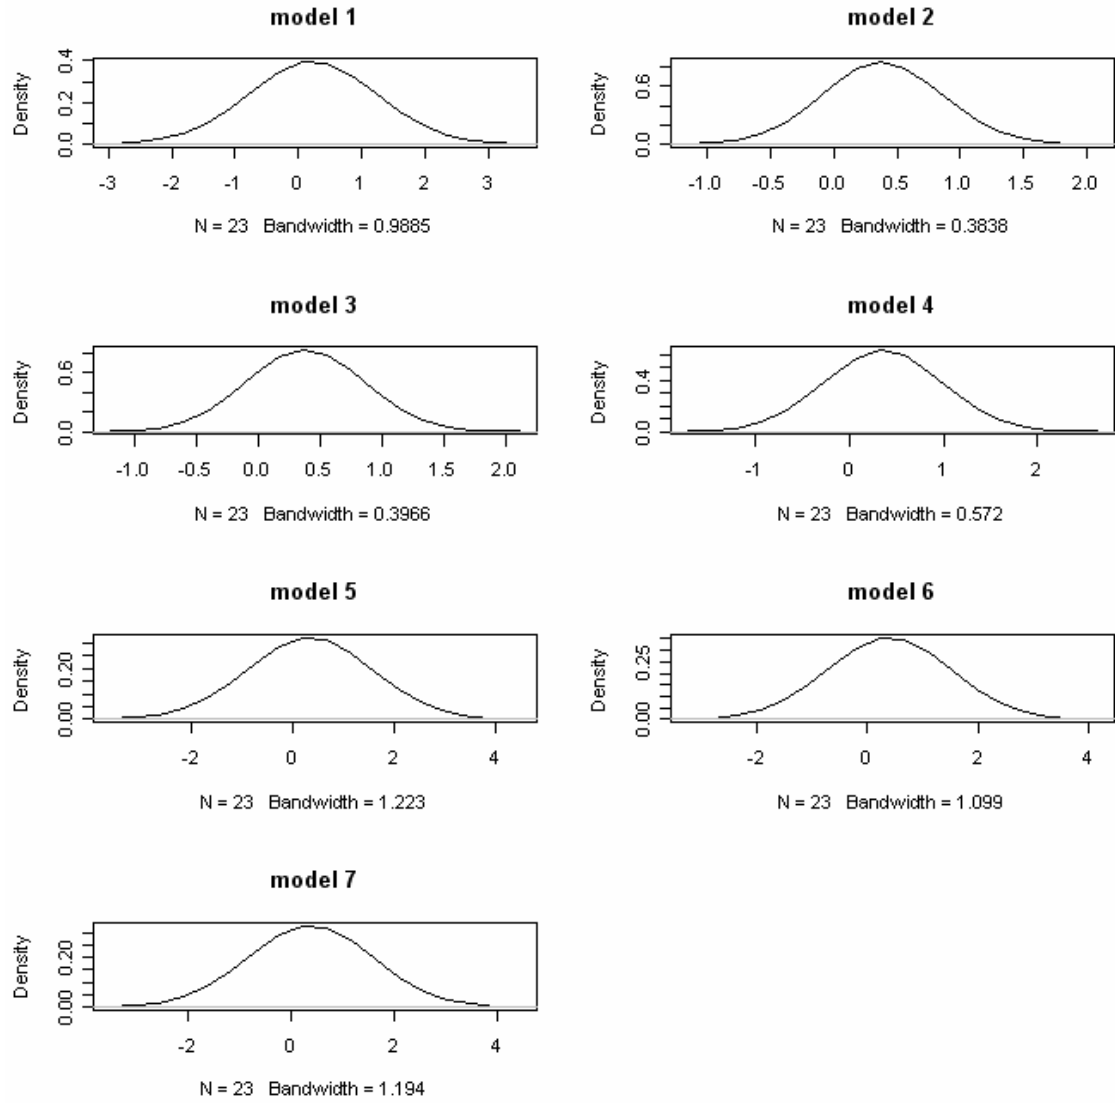 model 1
Density
0.0 0.2 0.4
-3 -2 -1 0 1 2 3
N = 23 Bandwidth = 0.9885
model 2
Density
0.0 0.6
-1.0 -0.5 0.0 0.5 1.0 1.5 2.0
N = 23 Bandwidth = 0.3838
model 3
Density
0.0 0.6
-1.0 -0.5 0.0 0.5 1.0 1.5 2.0
N = 23 Bandwidth = 0.3966
model 4
Density
0.0 0.4
-1 0 1 2
N = 23 Bandwidth = 0.572
model 5
Density
0.00 0.20
-2 0 2 4
N = 23 Bandwidth = 1.223
model 6
Density
0.00 0.25
-2 0 2 4
N = 23 Bandwidth = 1.099
model 7
Density
0.00 0.20
-2 0 2 4
N = 23 Bandwidth = 1.194